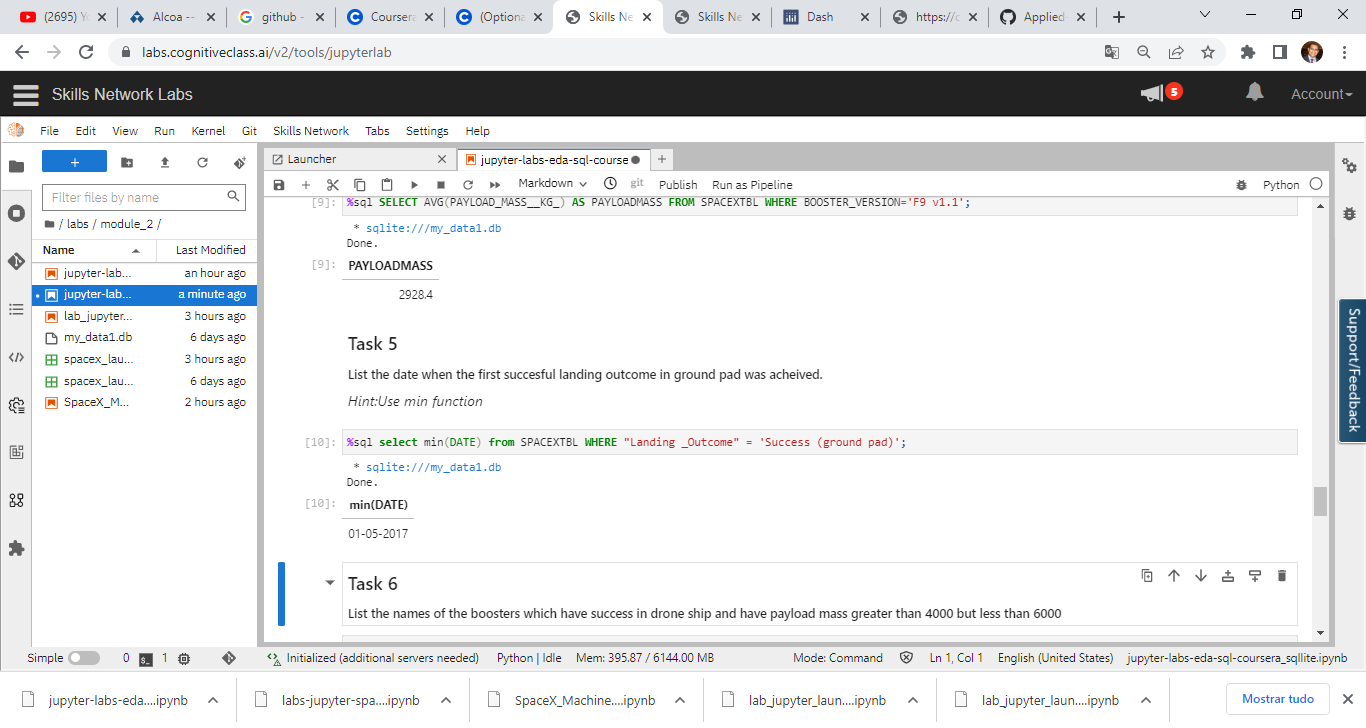 (2695) Yo
Alcoa --
github -
Coursera
(Optiona
Skills Ne
Skills Ne
Dash
https://c
Applied-
labs.cognitiveclass.ai/v2/tools/jupyterlab
Skills Network Labs
5
Account
File Edit View Run Kernel Git Skills Network Tabs Settings Help
+
Filter files by name
/ labs / module_2 /
Name Last Modified
jupyter-lab... an hour ago
jupyter-lab... a minute ago
lab_jupyter... 3 hours ago
my_data1.db 6 days ago
spacex_lau... 3 hours ago
spacex_lau... 6 days ago
SpaceX_M... 2 hours ago
Launcher
jupyter-labs-eda-sql-course
Markdown git Publish Run as Pipeline Python
[9]: %sql SELECT AVG(PAYLOAD_MASS__KG_) AS PAYLOADMASS FROM SPACEXTBL WHERE BOOSTER_VERSION='F9 v1.1';
* sqlite:///my_data1.db
Done.
[9]: PAYLOADMASS
2928.4
Task 5
List the date when the first succesful landing outcome in ground pad was acheived.
Hint:Use min function
[10]: %sql select min(DATE) from SPACEXTBL WHERE "Landing _Outcome" = 'Success (ground pad)';
* sqlite:///my_data1.db
Done.
[10]: min(DATE)
01-05-2017
Task 6
List the names of the boosters which have success in drone ship and have payload mass greater than 4000 but less than 6000
Support/Feedback
Simple 0 1 Initialized (additional servers needed) Python | Idle Mem: 395.87 / 6144.00 MB Mode: Command Ln 1, Col 1 English (United States) jupyter-labs-eda-sql-coursera_sqllite.ipynb
jupyter-labs-eda....ipynb
labs-jupyter-spa....ipynb
SpaceX_Machine....ipynb
lab_jupyter_laun....ipynb
lab_jupyter_laun....ipynb
Mostrar tudo